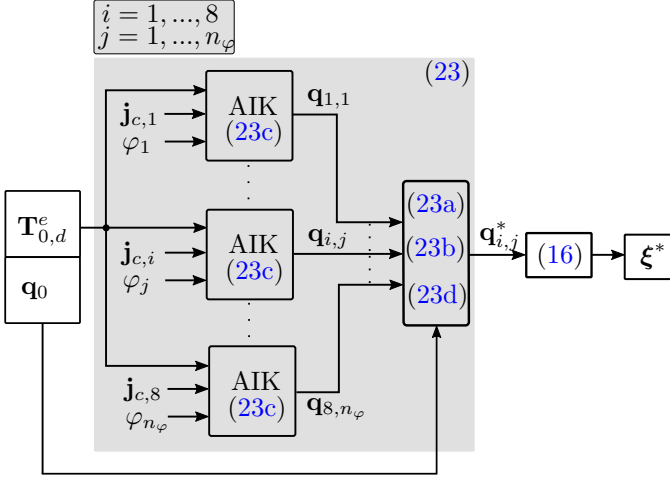 i = 1, ..., 8
j = 1, ..., n_φ
(23)
AIK
(23c)
j_{c,1}
φ_1
q_{1,1}
T^e_{0,d}
q_0
AIK
(23c)
j_{c,i}
φ_j
q_{i,j}
AIK
(23c)
j_{c,8}
φ_{n_φ}
q_{8,n_φ}
(23a)
(23b)
(23d)
q^*_{i,j}
(16)
ξ^*